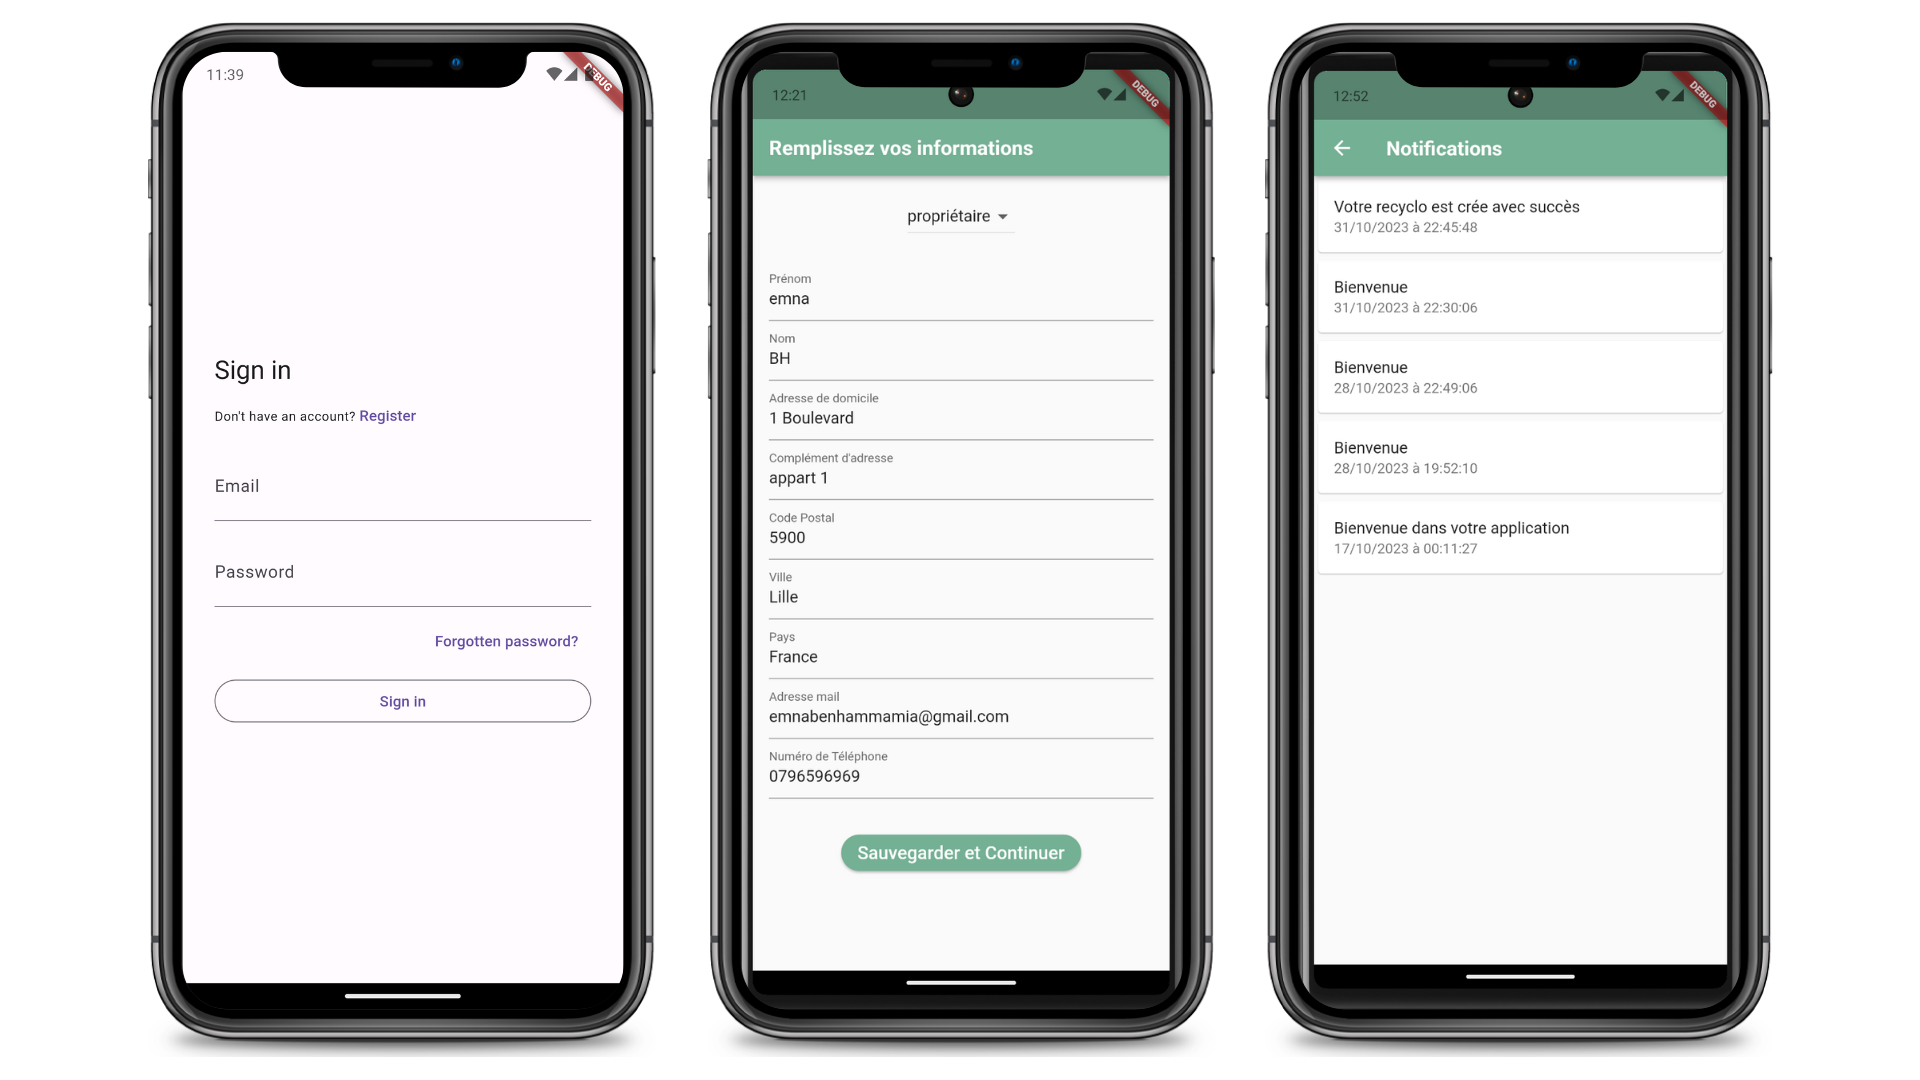 11:39
DEBUG
Sign in
Don't have an account? Register
Email
Password
Forgotten password?
Sign in
12:21
DEBUG
Remplissez vos informations
propriétaire
Prénom
emna
Nom
BH
Adresse de domicile
1 Boulevard
Complément d'adresse
appart 1
Code Postal
5900
Ville
Lille
Pays
France
Adresse mail
emnabenhammamia@gmail.com
Numéro de Téléphone
0796596969
Sauvegarder et Continuer
12:52
DEBUG
Notifications
Votre recyclo est crée avec succès
31/10/2023 à 22:45:48
Bienvenue
31/10/2023 à 22:30:06
Bienvenue
28/10/2023 à 22:49:06
Bienvenue
28/10/2023 à 19:52:10
Bienvenue dans votre application
17/10/2023 à 00:11:27